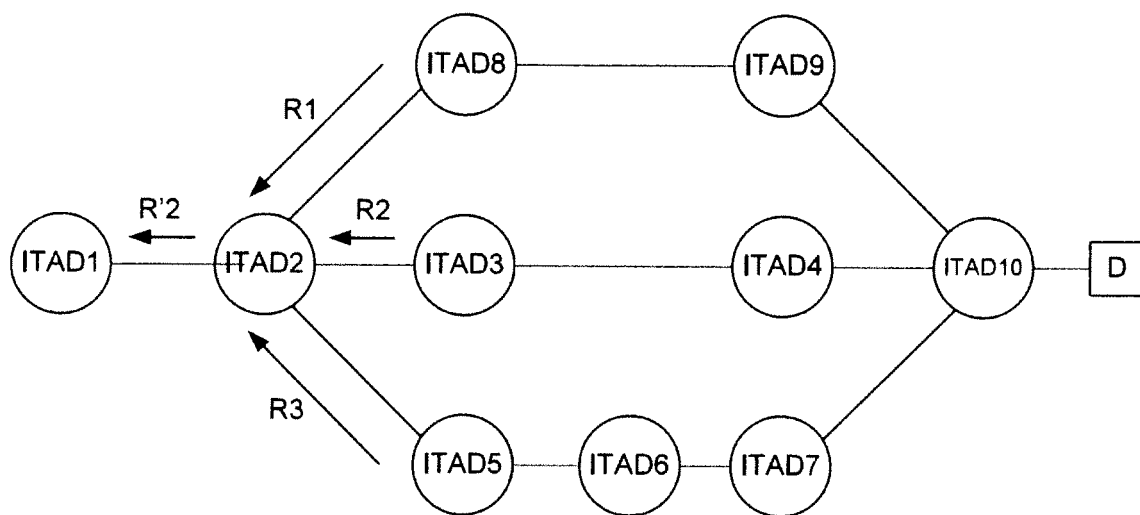 ITAD8
ITAD9
R1
R'2
R2
ITAD1
ITAD2
ITAD3
ITAD4
ITAD10
D
R3
ITAD5
ITAD6
ITAD7